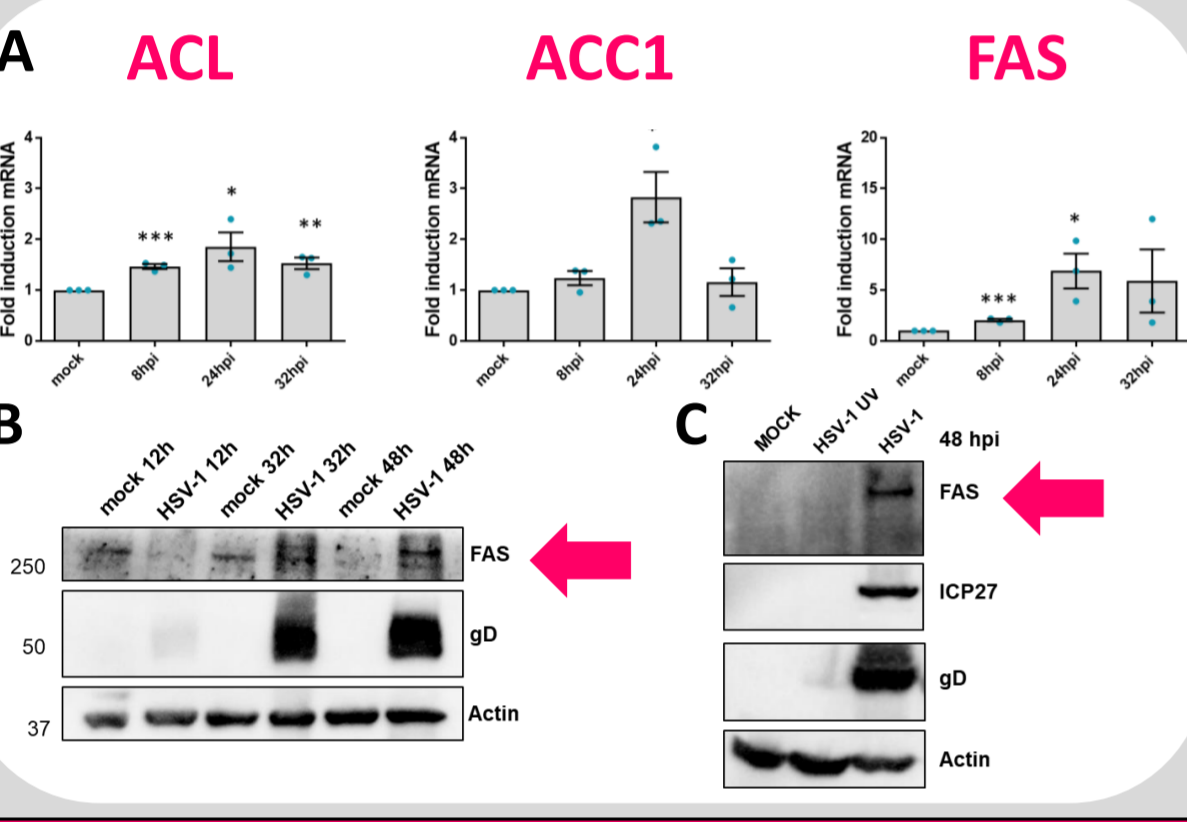 A
ACL
ACC1
FAS
Fold induction mRNA
4
3
2
1
0
***
*
**
mock
8hpi
24hpi
32hpi
Fold induction mRNA
4
3
2
1
0
mock
8hpi
24hpi
32hpi
Fold induction mRNA
20
15
10
5
0
***
*
mock
8hpi
24hpi
32hpi
B
mock 12h
HSV-1 12h
mock 32h
HSV-1 32h
mock 48h
HSV-1 48h
250
FAS
50
gD
37
Actin
C
MOCK
HSV-1 UV
HSV-1
48 hpi
FAS
ICP27
gD
Actin